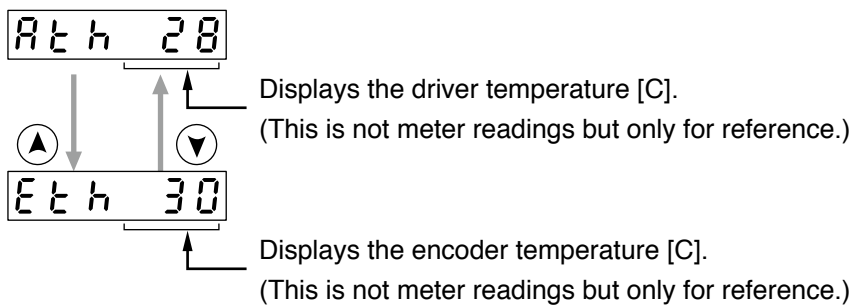 Ath 28
Displays the driver temperature [C].
(This is not meter readings but only for reference.)
Eth 30
Displays the encoder temperature [C].
(This is not meter readings but only for reference.)